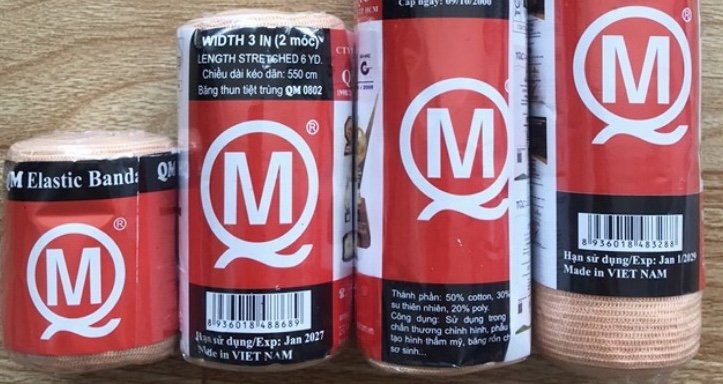 QM Elastic Banda
QM
M
Q
®
WIDTH 3 IN (2 móc)
LENGTH STRETCHED 6 YD.
Chiều dài kéo dãn: 550 cm
Băng thun tiệt trùng QM 0802
M
Q
®
8 936018 488689
Hạn sử dụng/Exp: Jan 2027
Made in VIET NAM
Cấp ngày: 09/10/2000
M
Q
Thành phần: 50% cotton, 30%
su thiên nhiên, 20% poly.
Công dụng: Sử dụng trong
chấn thương chỉnh hình, phẫu
tạo hình thẩm mỹ, băng rốn ch
sơ sinh...
M
Q
®
8 936018 483288
Hạn sử dụng/Exp: Jan 1/2029
Made in VIET NAM